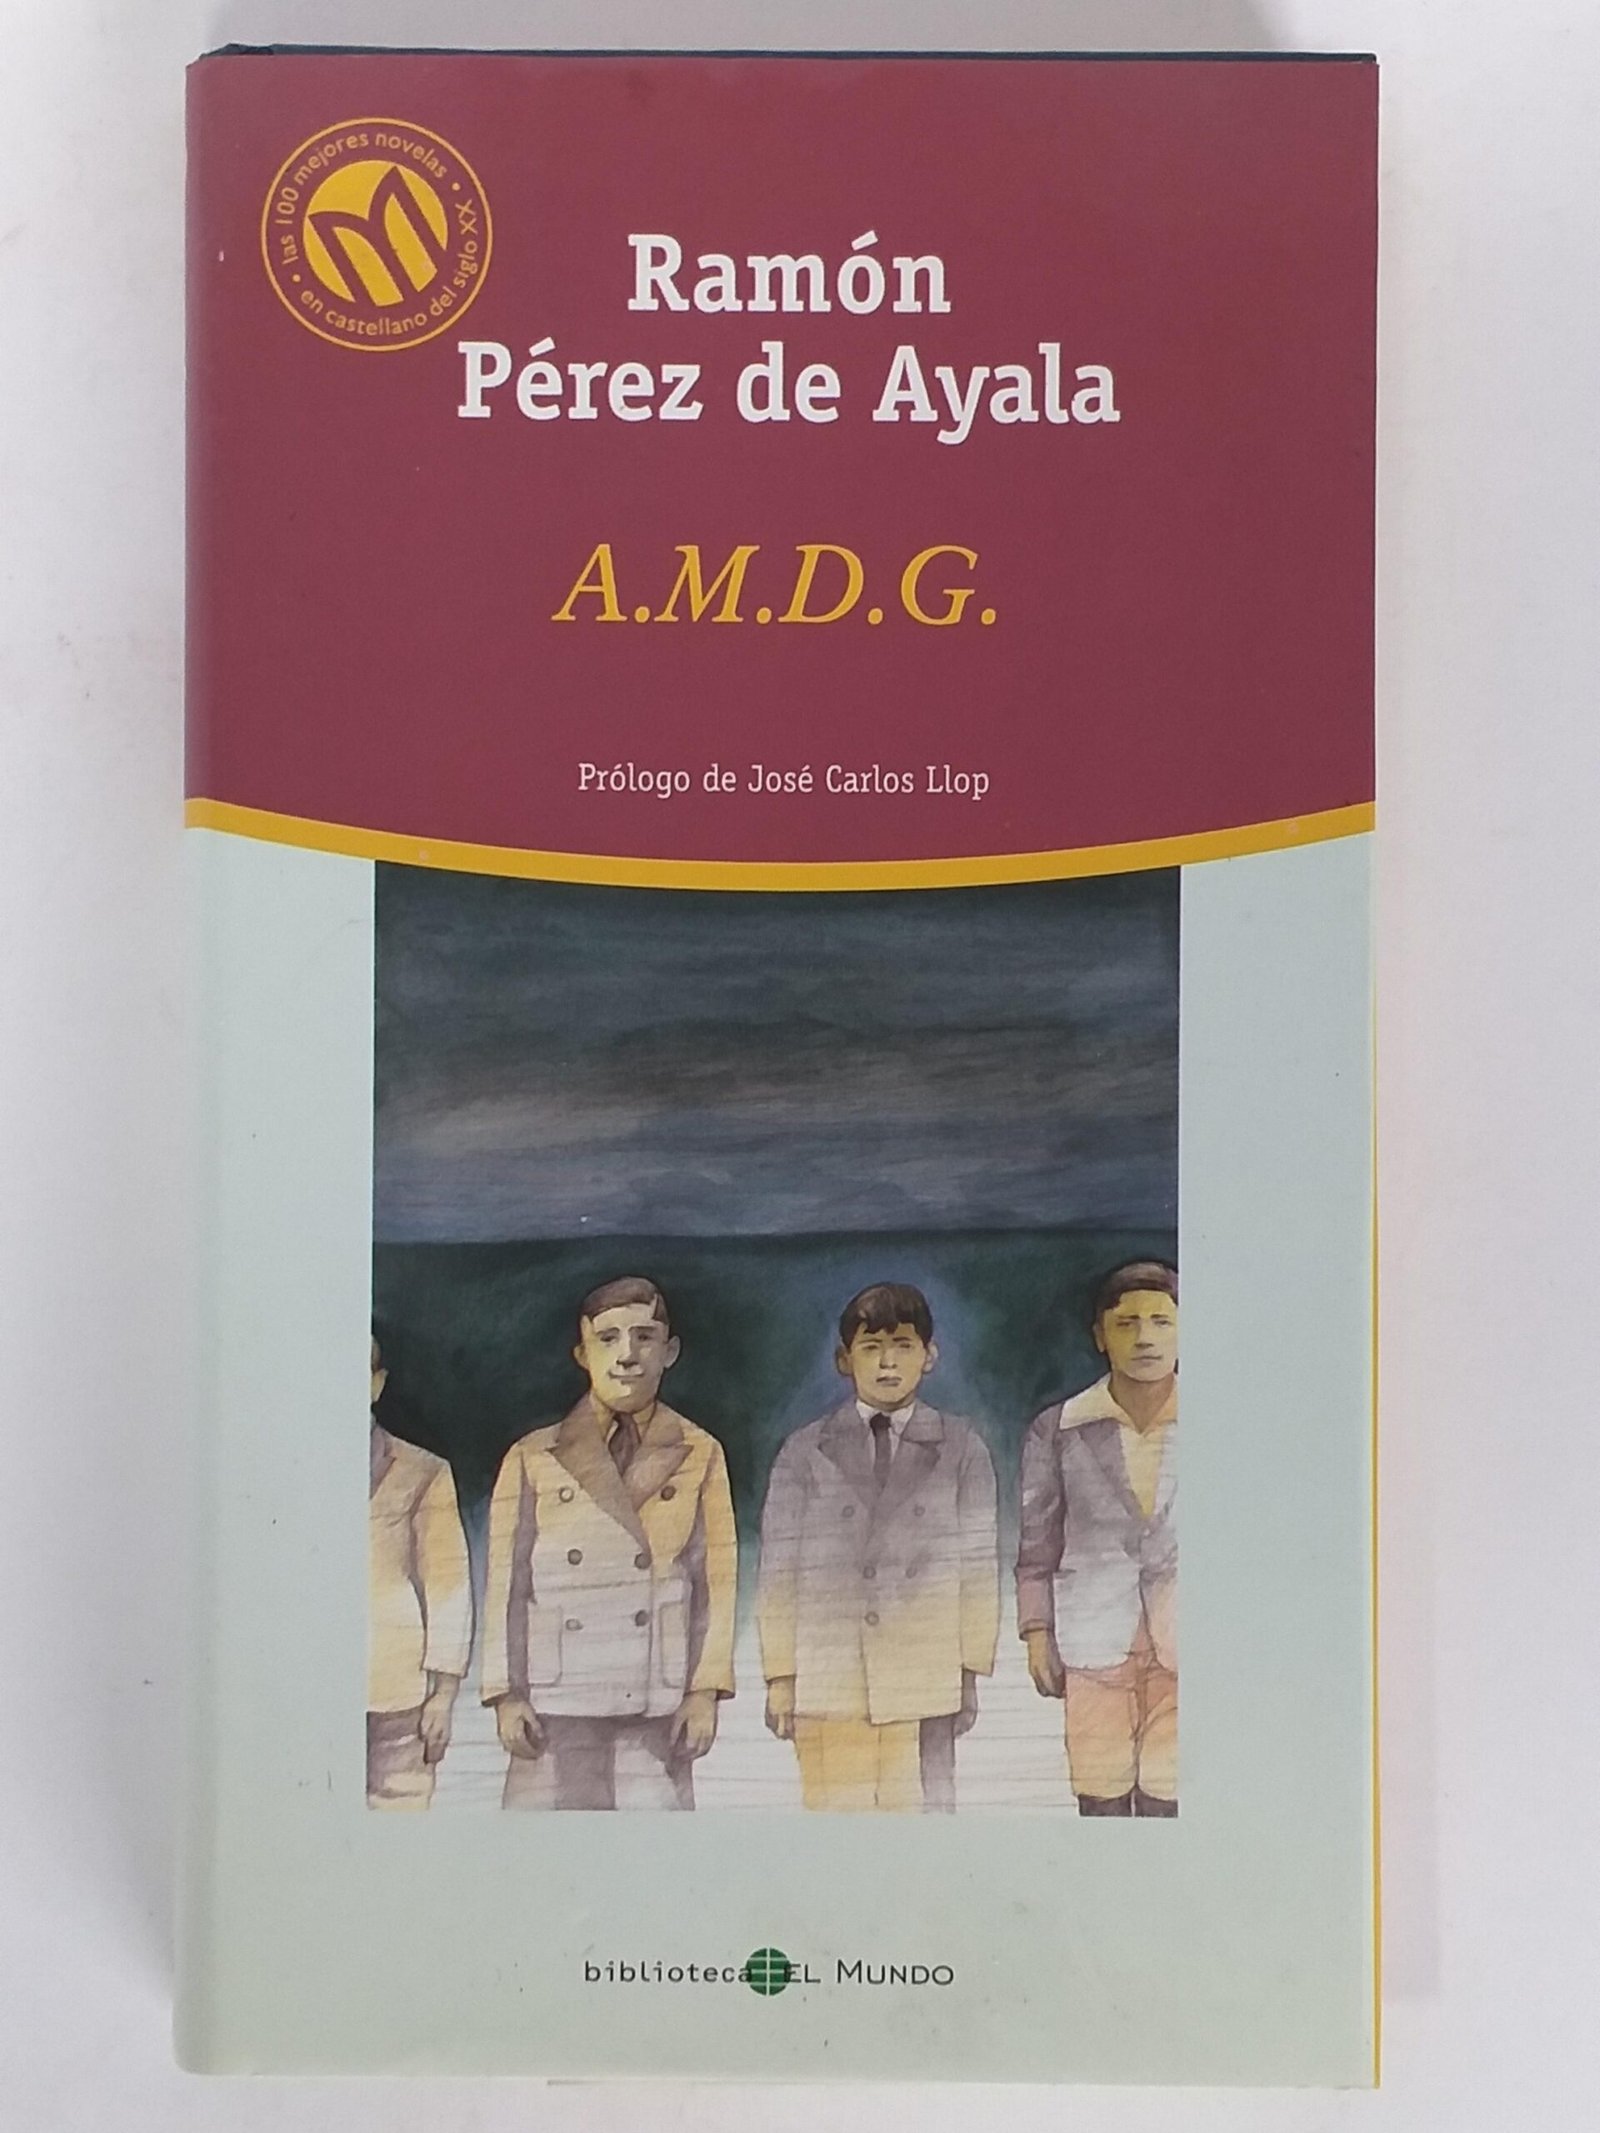 las 100 mejores novelas
en castellano del siglo XX
Ramón
Pérez de Ayala
A.M.D.G.
Prólogo de José Carlos Llop
biblioteca EL MUNDO